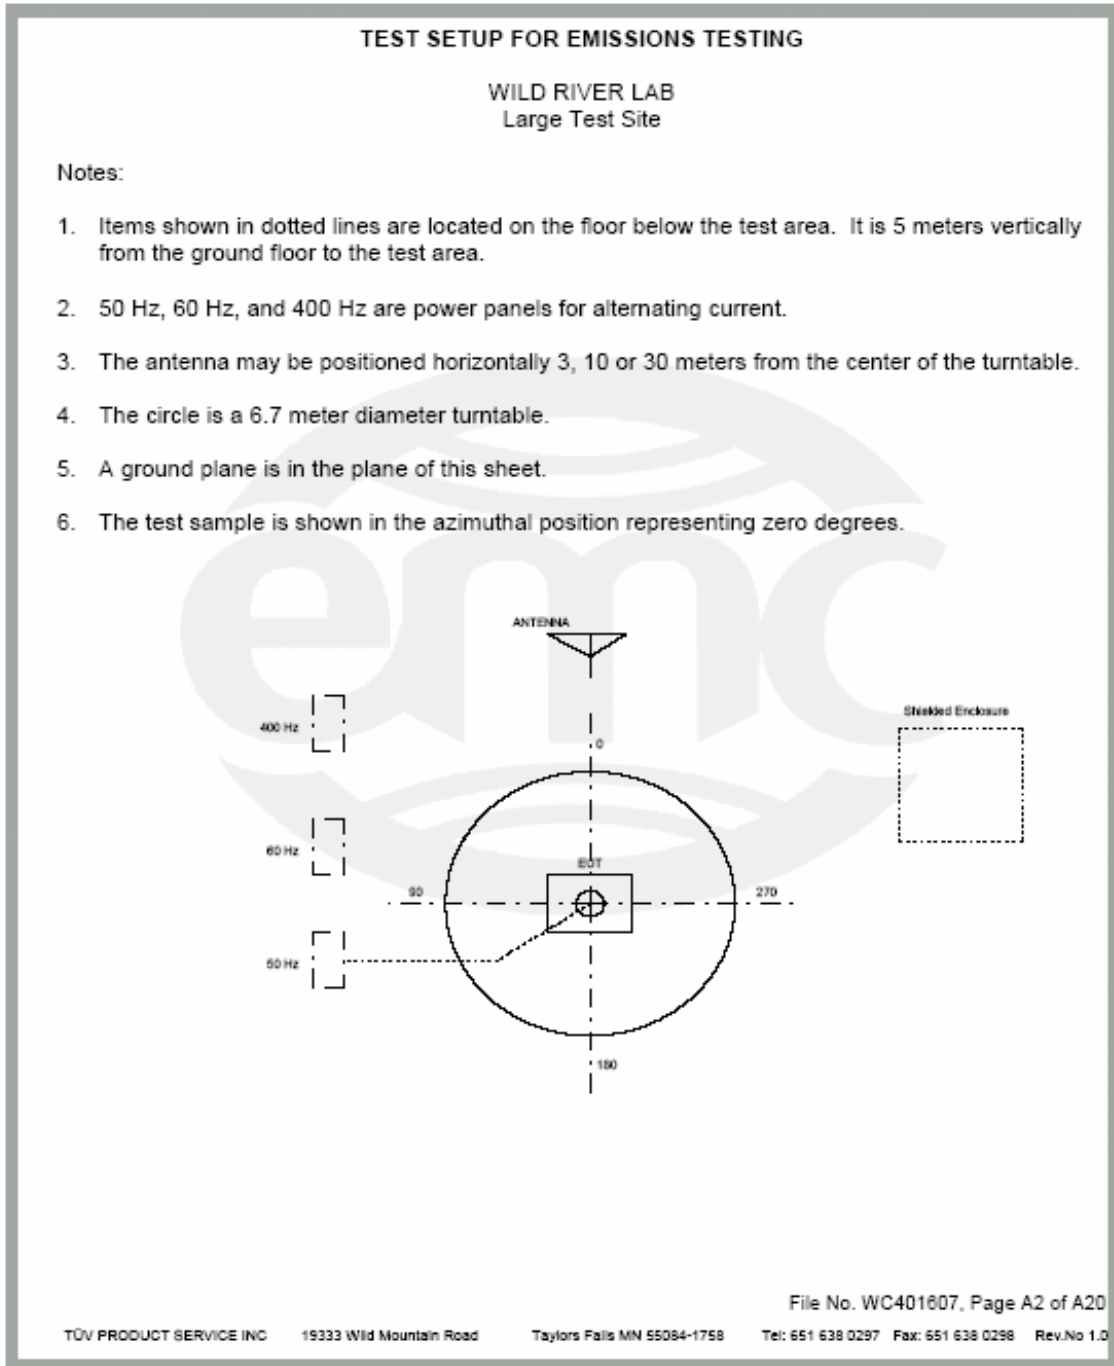 TEST SETUP FOR EMISSIONS TESTING
WILD RIVER LAB
Large Test Site
Notes:
1. Items shown in dotted lines are located on the floor below the test area. It is 5 meters vertically
from the ground floor to the test area.
2. 50 Hz, 60 Hz, and 400 Hz are power panels for alternating current.
3. The antenna may be positioned horizontally 3, 10 or 30 meters from the center of the turntable.
4. The circle is a 6.7 meter diameter turntable.
5. A ground plane is in the plane of this sheet.
6. The test sample is shown in the azimuthal position representing zero degrees.
emc
ANTENNA
400 Hz
Shielded Enclosure
0
60 Hz
EUT
90
270
50 Hz
180
File No. WC401607, Page A2 of A20
TÜV PRODUCT SERVICE INC 19333 Wild Mountain Road Taylors Falls MN 55084-1758 Tel: 651 638 0297 Fax: 651 638 0298 Rev.No 1.0